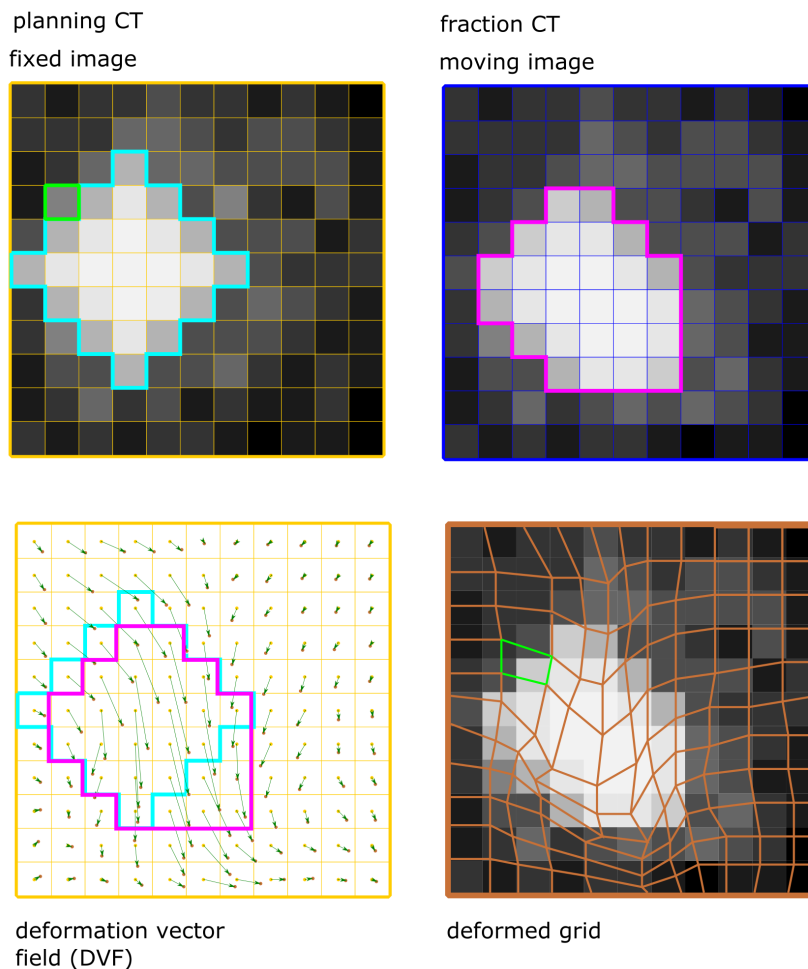 planning CT
fixed image
fraction CT
moving image
deformation vector
field (DVF)
deformed grid